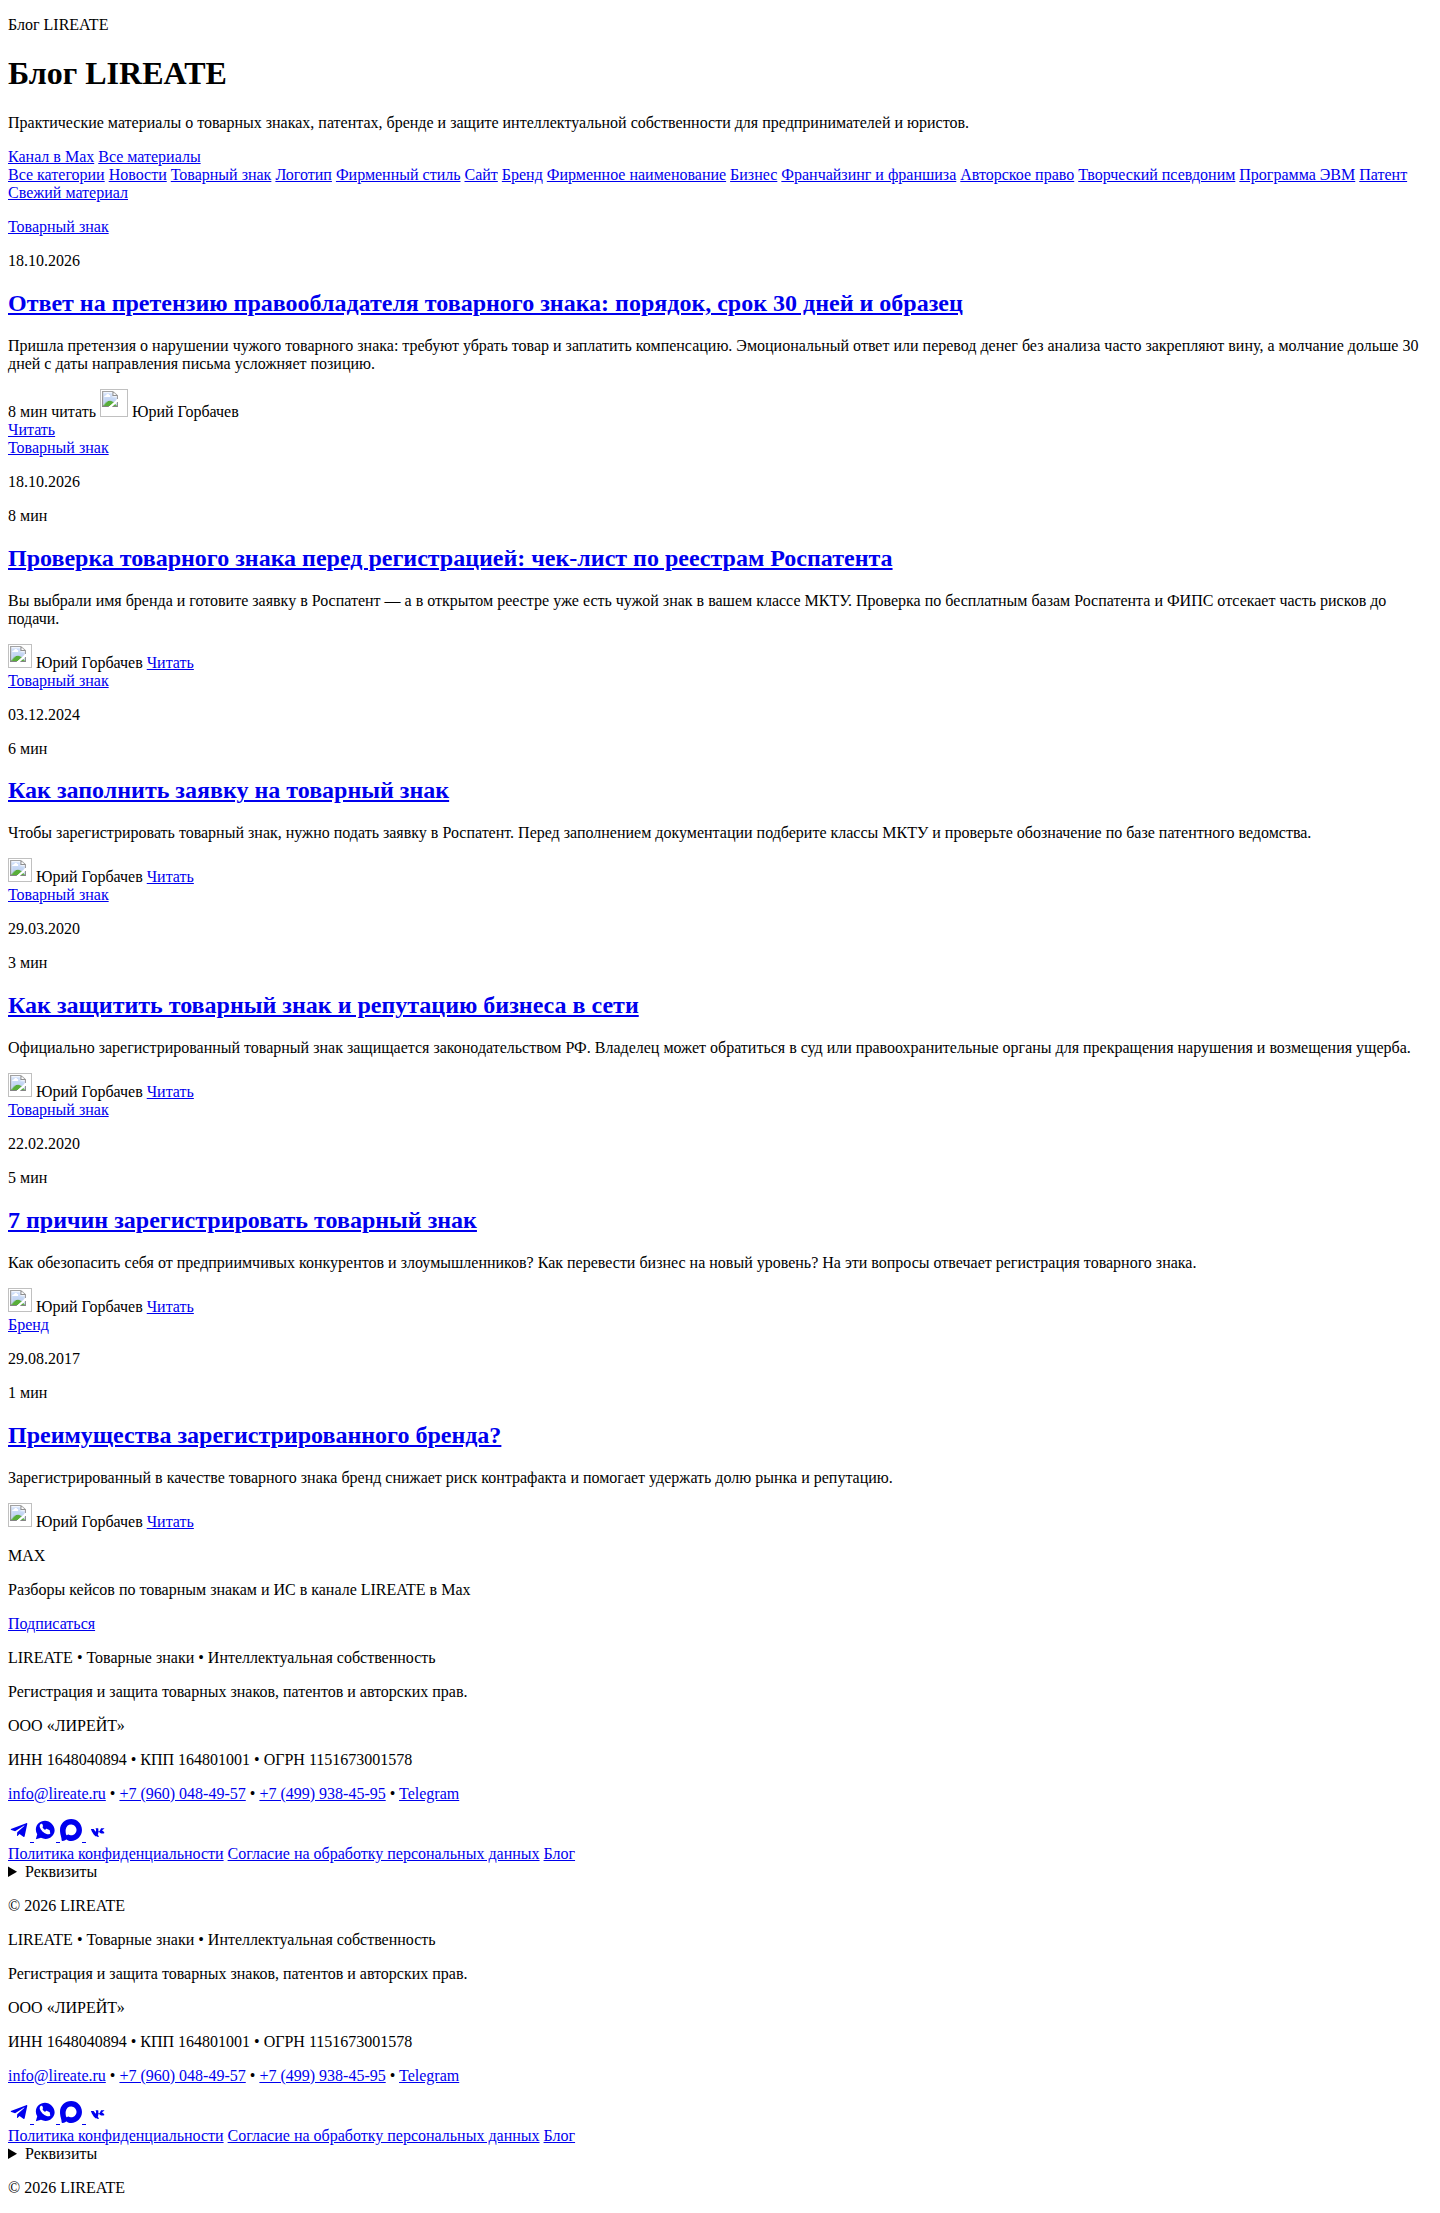 Блог LIREATE
Блог LIREATE
Практические материалы о товарных знаках, патентах, бренде и защите интеллектуальной собственности для предпринимателей и юристов.
Канал в Max Все материалы
Все категории Новости Товарный знак Логотип Фирменный стиль Сайт Бренд Фирменное наименование Бизнес Франчайзинг и франшиза Авторское право Творческий псевдоним Программа ЭВМ Патент
Свежий материал
Товарный знак
18.10.2026
Ответ на претензию правообладателя товарного знака: порядок, срок 30 дней и образец
Пришла претензия о нарушении чужого товарного знака: требуют убрать товар и заплатить компенсацию. Эмоциональный ответ или перевод денег без анализа часто закрепляют вину, а молчание дольше 30
дней с даты направления письма усложняет позицию.
8 мин читать Юрий Горбачев
Читать
Товарный знак
18.10.2026
8 мин
Проверка товарного знака перед регистрацией: чек-лист по реестрам Роспатента
Вы выбрали имя бренда и готовите заявку в Роспатент — а в открытом реестре уже есть чужой знак в вашем классе МКТУ. Проверка по бесплатным базам Роспатента и ФИПС отсекает часть рисков до
подачи.
Юрий Горбачев Читать
Товарный знак
03.12.2024
6 мин
Как заполнить заявку на товарный знак
Чтобы зарегистрировать товарный знак, нужно подать заявку в Роспатент. Перед заполнением документации подберите классы МКТУ и проверьте обозначение по базе патентного ведомства.
Юрий Горбачев Читать
Товарный знак
29.03.2020
3 мин
Как защитить товарный знак и репутацию бизнеса в сети
Официально зарегистрированный товарный знак защищается законодательством РФ. Владелец может обратиться в суд или правоохранительные органы для прекращения нарушения и возмещения ущерба.
Юрий Горбачев Читать
Товарный знак
22.02.2020
5 мин
7 причин зарегистрировать товарный знак
Как обезопасить себя от предприимчивых конкурентов и злоумышленников? Как перевести бизнес на новый уровень? На эти вопросы отвечает регистрация товарного знака.
Юрий Горбачев Читать
Бренд
29.08.2017
1 мин
Преимущества зарегистрированного бренда?
Зарегистрированный в качестве товарного знака бренд снижает риск контрафакта и помогает удержать долю рынка и репутацию.
Юрий Горбачев Читать
MAX
Разборы кейсов по товарным знакам и ИС в канале LIREATE в Max
Подписаться
LIREATE • Товарные знаки • Интеллектуальная собственность
Регистрация и защита товарных знаков, патентов и авторских прав.
ООО «ЛИРЕЙТ»
ИНН 1648040894 • КПП 164801001 • ОГРН 1151673001578
info@lireate.ru • +7 (960) 048-49-57 • +7 (499) 938-45-95 • Telegram
Политика конфиденциальности Согласие на обработку персональных данных Блог
Реквизиты
© 2026 LIREATE
LIREATE • Товарные знаки • Интеллектуальная собственность
Регистрация и защита товарных знаков, патентов и авторских прав.
ООО «ЛИРЕЙТ»
ИНН 1648040894 • КПП 164801001 • ОГРН 1151673001578
info@lireate.ru • +7 (960) 048-49-57 • +7 (499) 938-45-95 • Telegram
Политика конфиденциальности Согласие на обработку персональных данных Блог
Реквизиты
© 2026 LIREATE